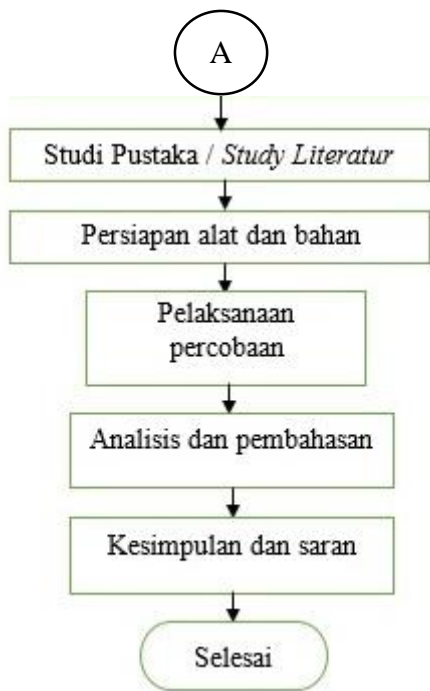 A
Studi Pustaka / Study Literatur
Persiapan alat dan bahan
Pelaksanaan
percobaan
Analisis dan pembahasan
Kesimpulan dan saran
Selesai